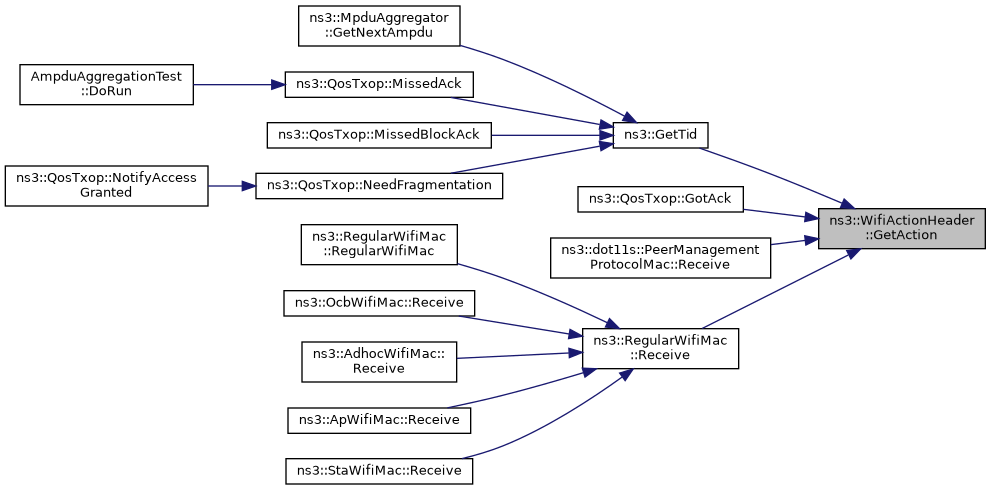 ns3::MpduAggregator
::GetNextAmpdu
AmpduAggregationTest
::DoRun
ns3::QosTxop::MissedAck
ns3::QosTxop::MissedBlockAck
ns3::GetTid
ns3::QosTxop::NotifyAccess
Granted
ns3::QosTxop::NeedFragmentation
ns3::QosTxop::GotAck
ns3::WifiActionHeader
::GetAction
ns3::RegularWifiMac
::RegularWifiMac
ns3::dot11s::PeerManagement
ProtocolMac::Receive
ns3::OcbWifiMac::Receive
ns3::RegularWifiMac
::Receive
ns3::AdhocWifiMac::
Receive
ns3::ApWifiMac::Receive
ns3::StaWifiMac::Receive